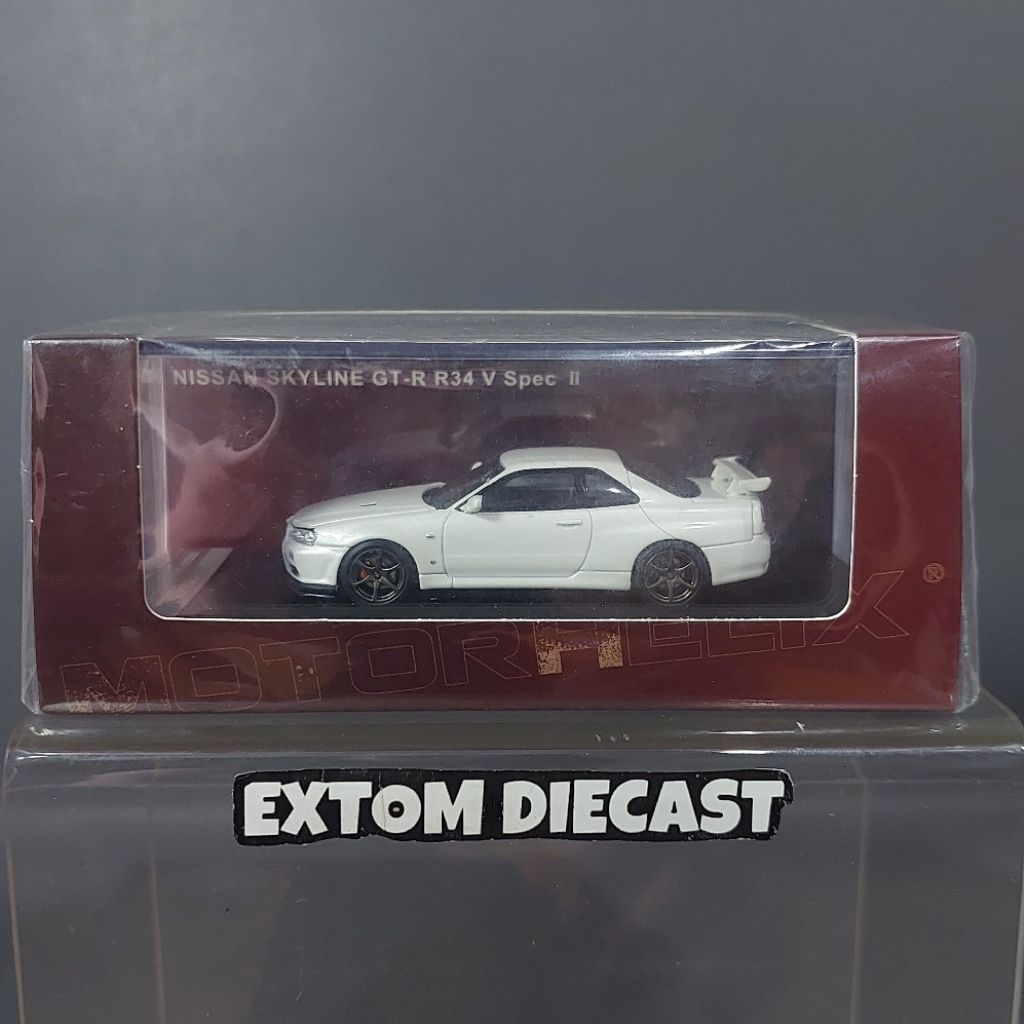 NISSAN SKYLINE GT-R R34 V Spec II
MOTORHELIX
EXTOM DIECAST